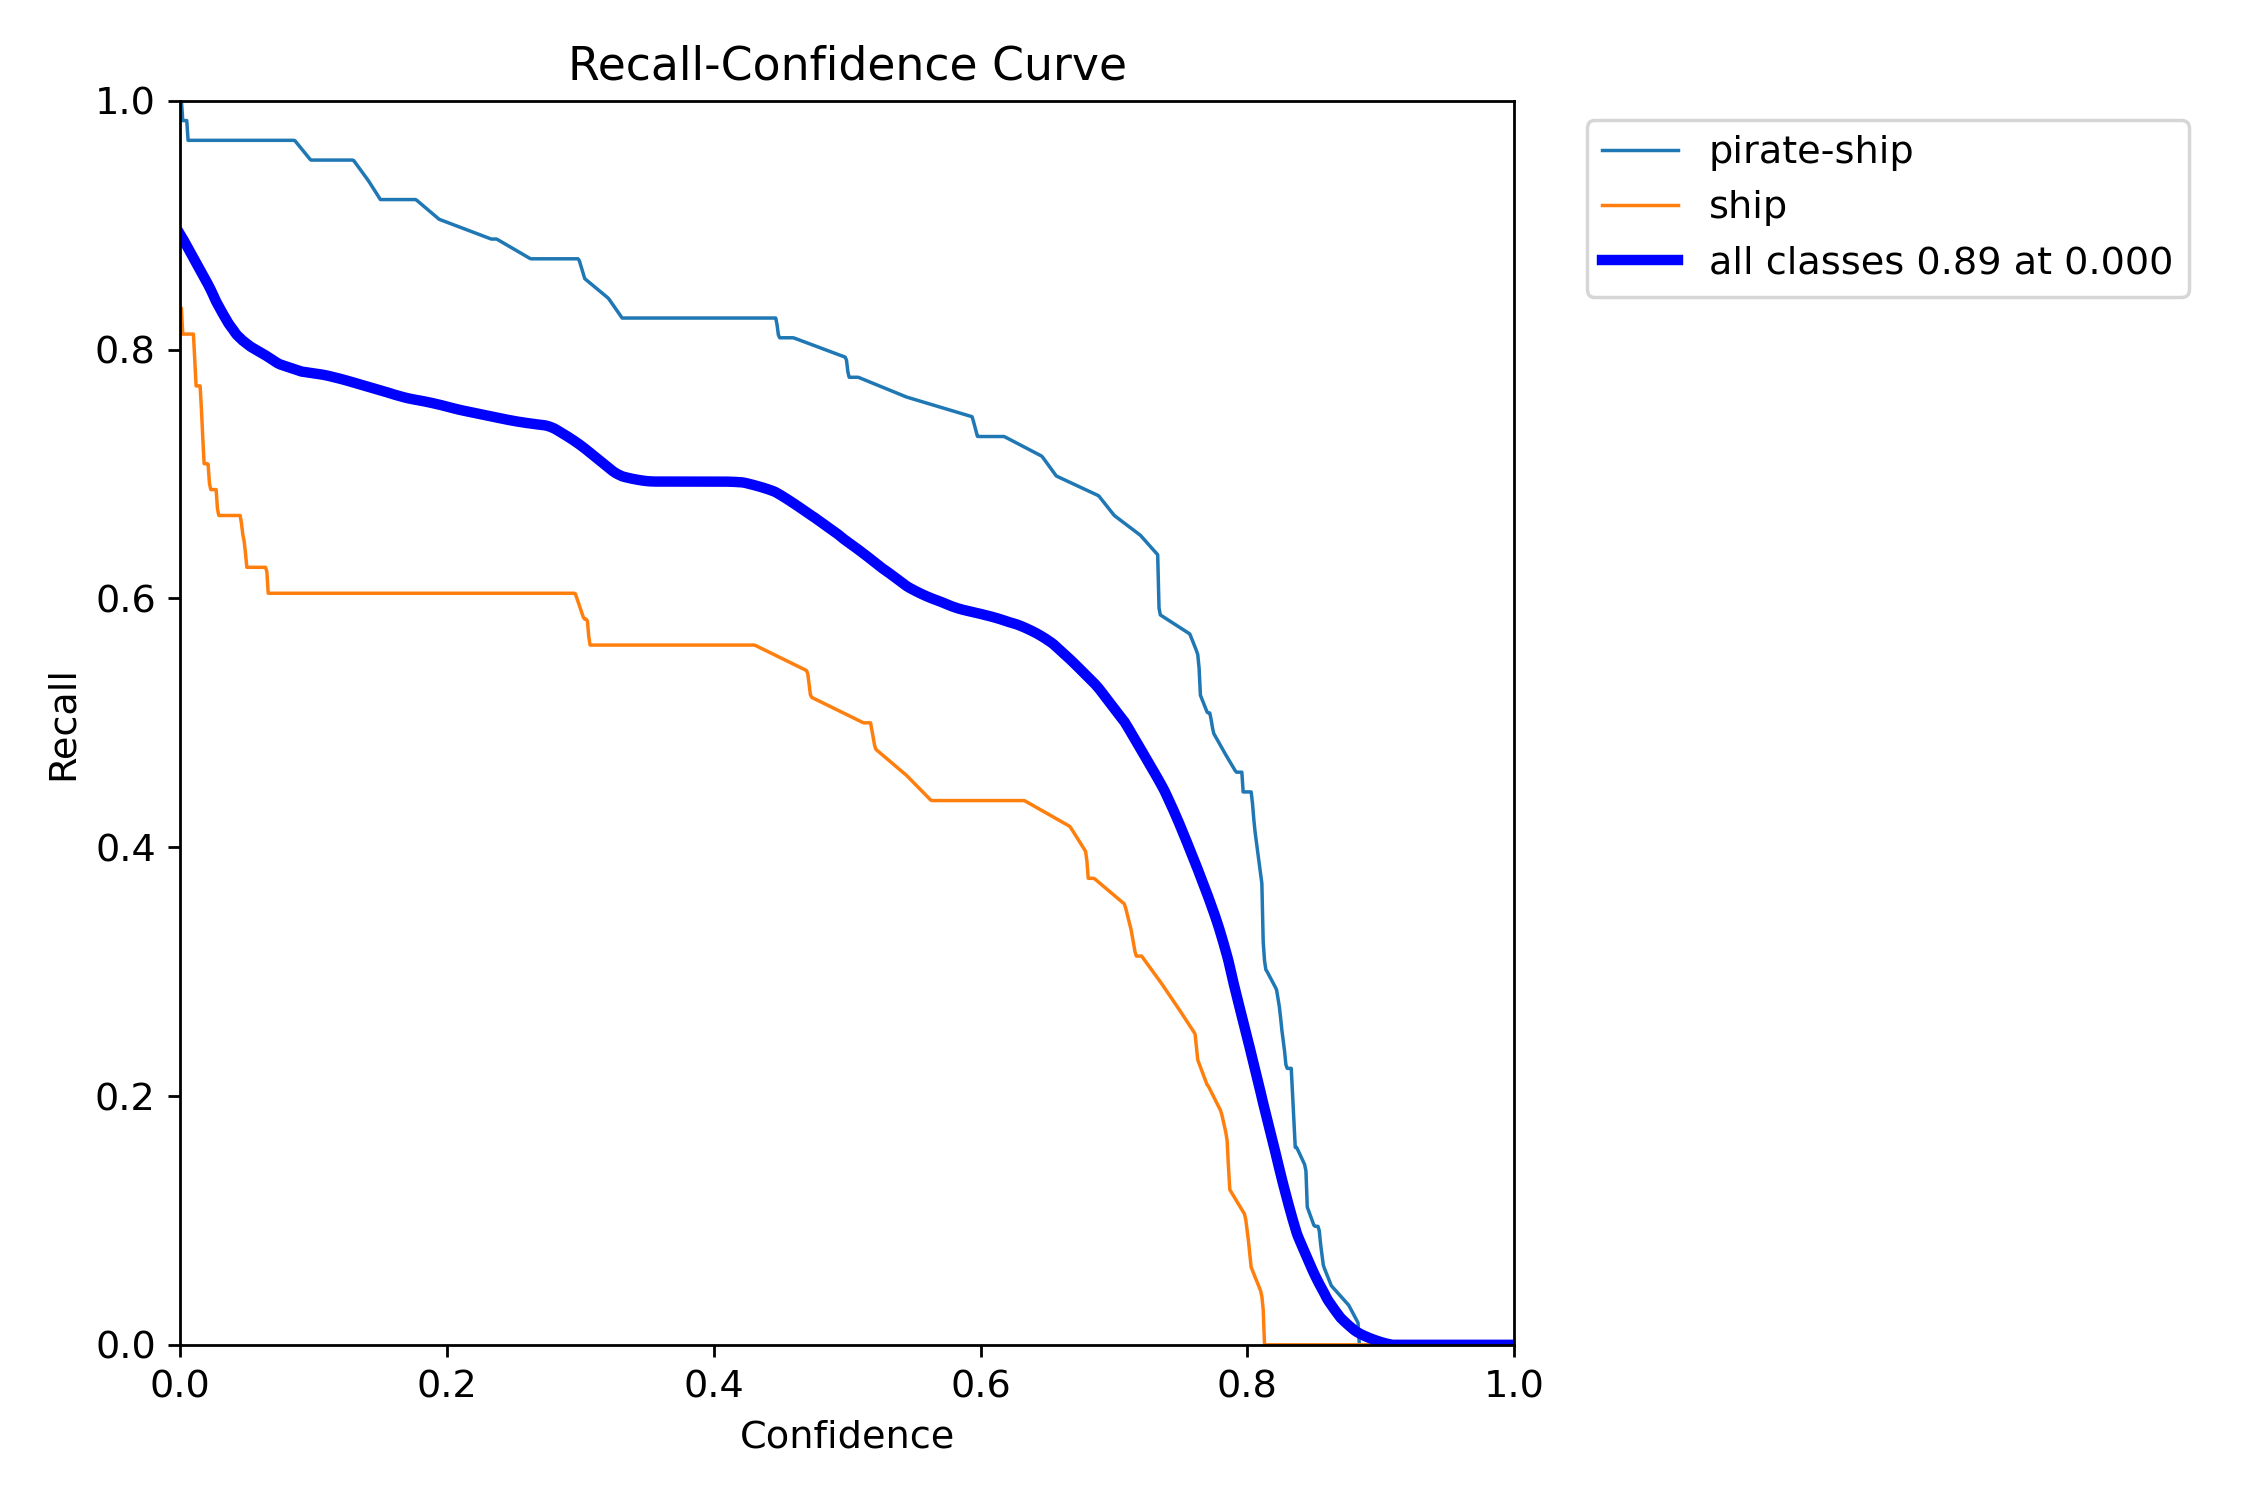 Recall-Confidence Curve
1.0
0.8
0.6
0.4
0.2
0.0
Recall
0.0 0.2 0.4 0.6 0.8 1.0
Confidence
pirate-ship
ship
all classes 0.89 at 0.000